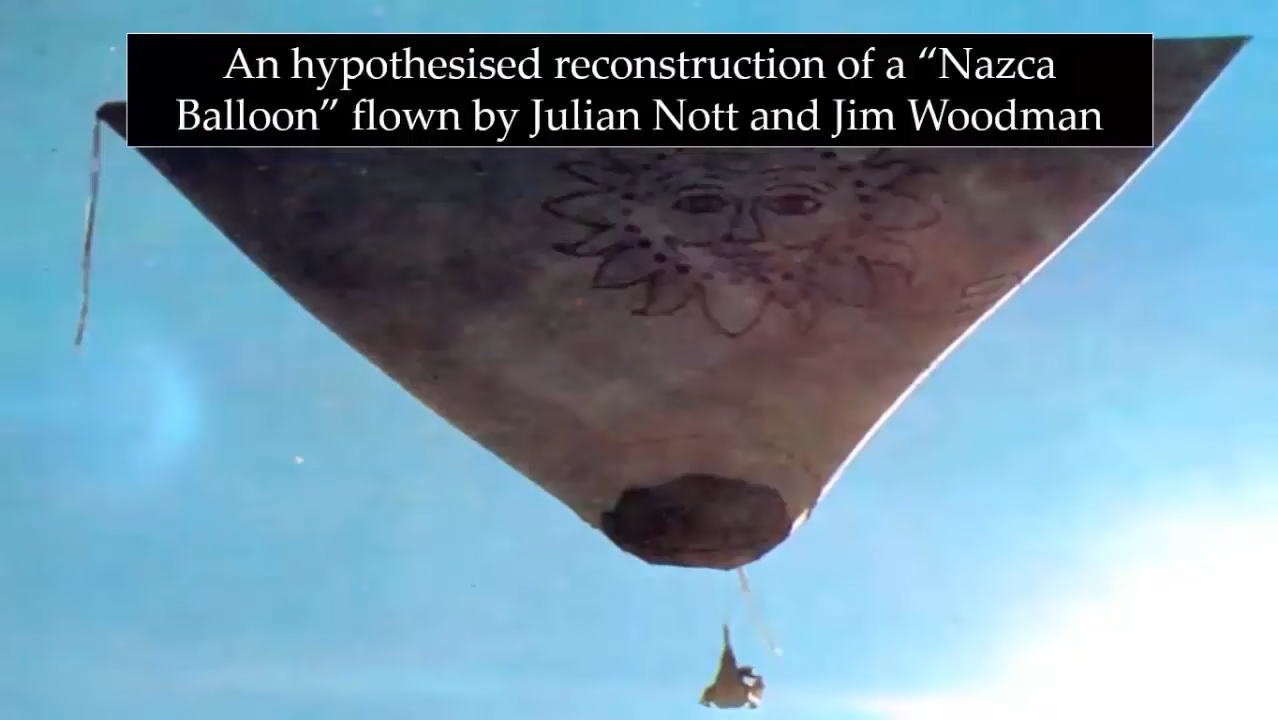 An hypothesised reconstruction of a “Nazca
Balloon” flown by Julian Nott and Jim Woodman